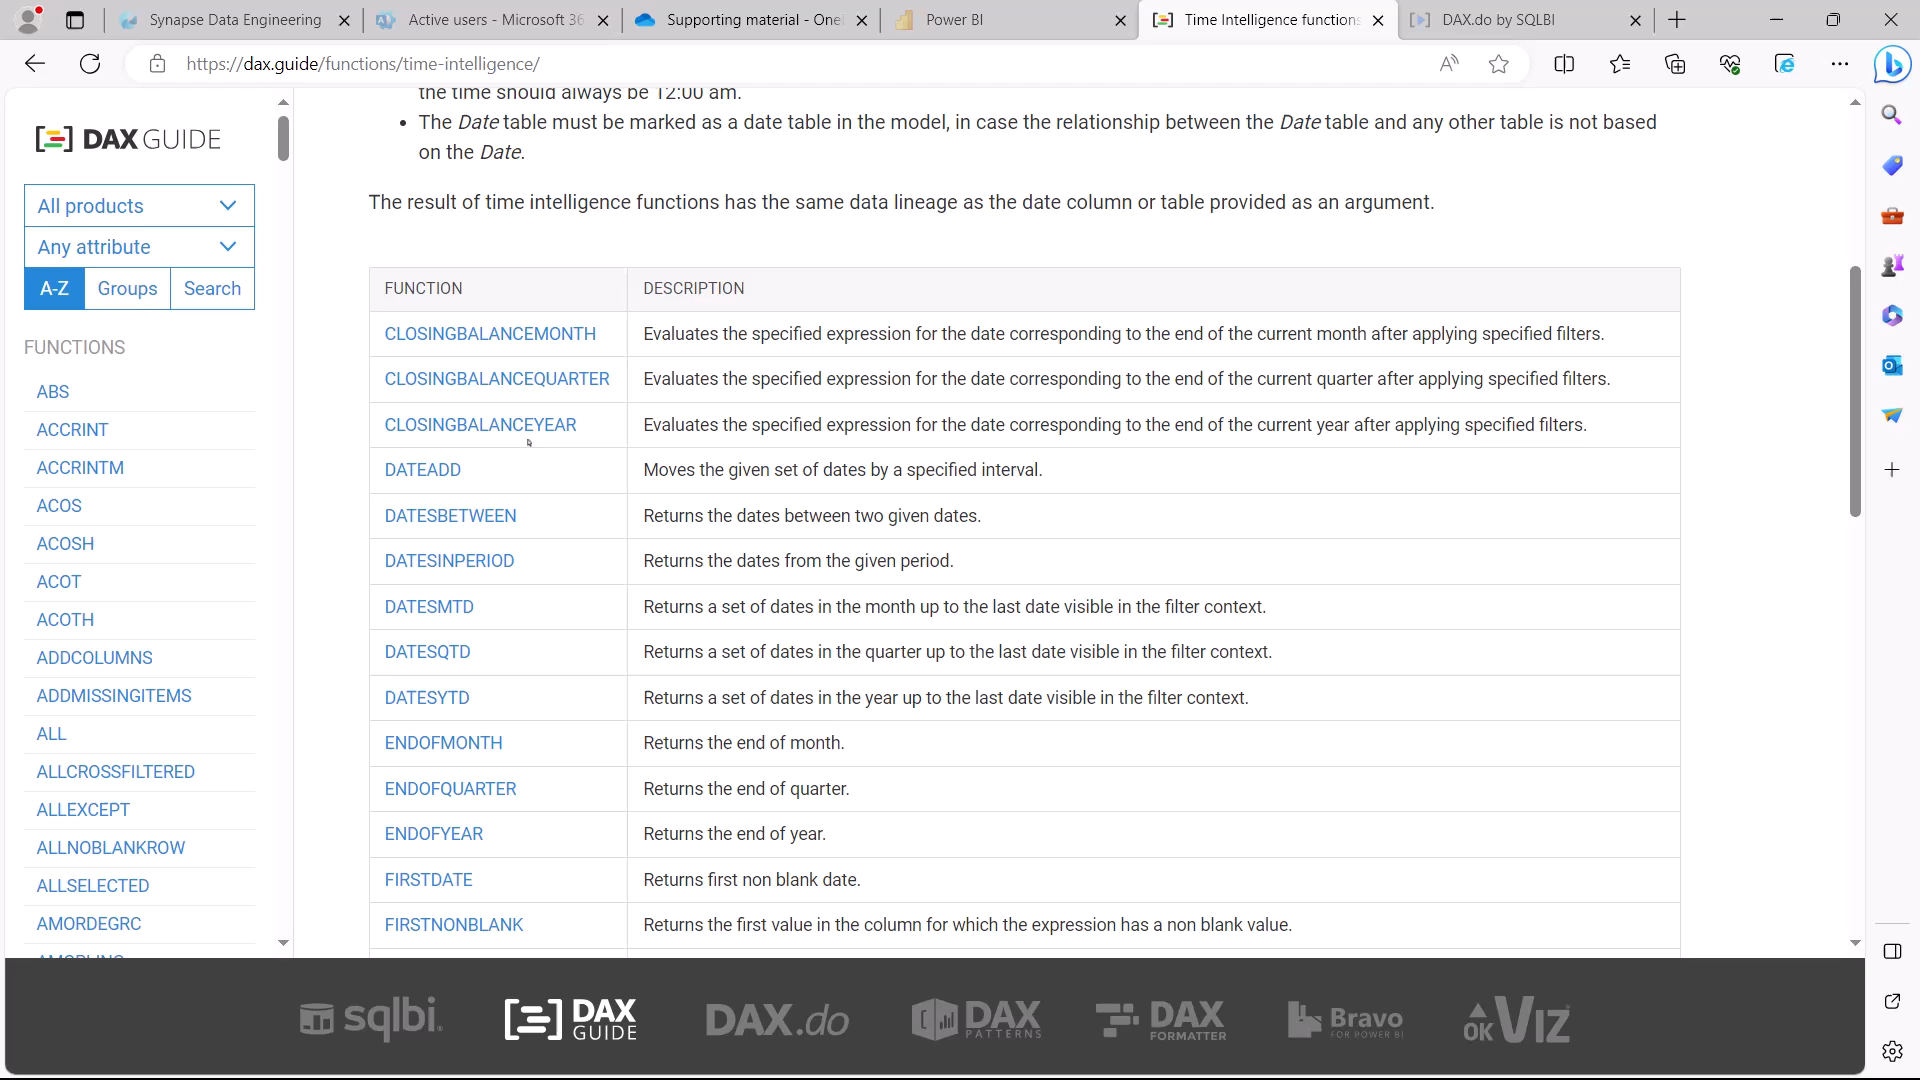 Synapse Data Engineering
Active users - Microsoft 36
Supporting material - One
Power BI
Time Intelligence functions
DAX.do by SQLBI
https://dax.guide/functions/time-intelligence/
the time should always be 12:00 am.
• The Date table must be marked as a date table in the model, in case the relationship between the Date table and any other table is not based
on the Date.
The result of time intelligence functions has the same data lineage as the date column or table provided as an argument.
DAX GUIDE
All products
Any attribute
A-Z Groups Search
FUNCTIONS
ABS
ACCRINT
ACCRINTM
ACOS
ACOSH
ACOT
ACOTH
ADDCOLUMNS
ADDMISSINGITEMS
ALL
ALLCROSSFILTERED
ALLEXCEPT
ALLNOBLANKROW
ALLSELECTED
AMORDEGRC
FUNCTION DESCRIPTION
CLOSINGBALANCEMONTH Evaluates the specified expression for the date corresponding to the end of the current month after applying specified filters.
CLOSINGBALANCEQUARTER Evaluates the specified expression for the date corresponding to the end of the current quarter after applying specified filters.
CLOSINGBALANCEYEAR Evaluates the specified expression for the date corresponding to the end of the current year after applying specified filters.
DATEADD Moves the given set of dates by a specified interval.
DATESBETWEEN Returns the dates between two given dates.
DATESINPERIOD Returns the dates from the given period.
DATESMTD Returns a set of dates in the month up to the last date visible in the filter context.
DATESQTD Returns a set of dates in the quarter up to the last date visible in the filter context.
DATESYTD Returns a set of dates in the year up to the last date visible in the filter context.
ENDOFMONTH Returns the end of month.
ENDOFQUARTER Returns the end of quarter.
ENDOFYEAR Returns the end of year.
FIRSTDATE Returns first non blank date.
FIRSTNONBLANK Returns the first value in the column for which the expression has a non blank value.
sqlbi.
DAX GUIDE
DAX.do
DAX PATTERNS
DAX FORMATTER
Bravo FOR POWER BI
OK VIZ